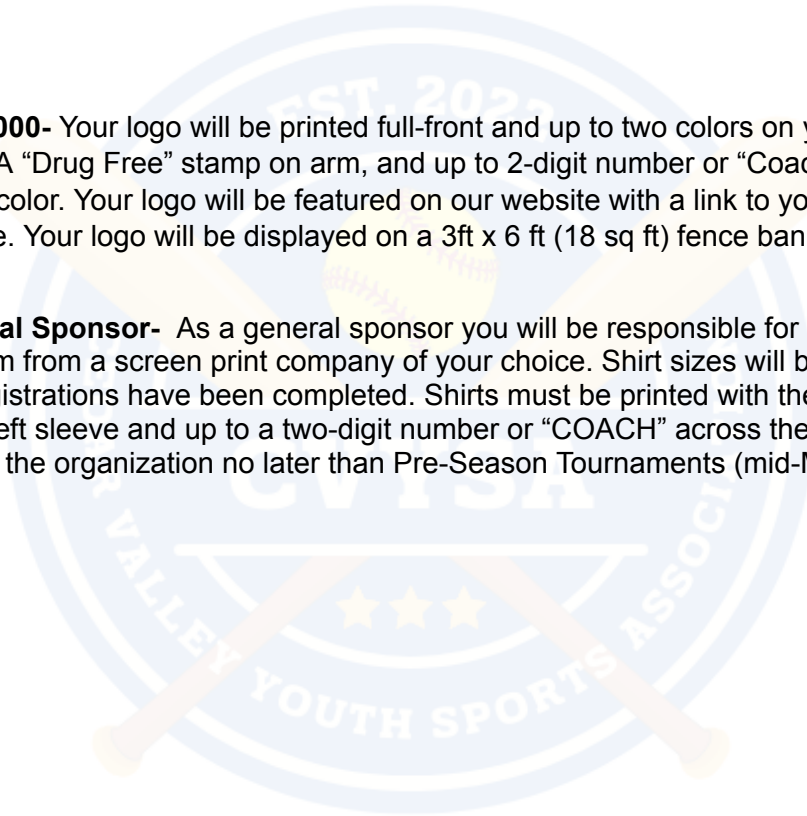 EST. 2022
000- Your logo will be printed full-front and up to two colors on
A “Drug Free” stamp on arm, and up to 2-digit number or “Coac
color. Your logo will be featured on our website with a link to yo
e. Your logo will be displayed on a 3ft x 6 ft (18 sq ft) fence ban
al Sponsor- As a general sponsor you will be responsible for
m from a screen print company of your choice. Shirt sizes will b
istrations have been completed. Shirts must be printed with the
eft sleeve and up to a two-digit number or “COACH” across the
the organization no later than Pre-Season Tournaments (mid-M
CVYSA
VALLEY YOUTH SPORTS ASSOCI